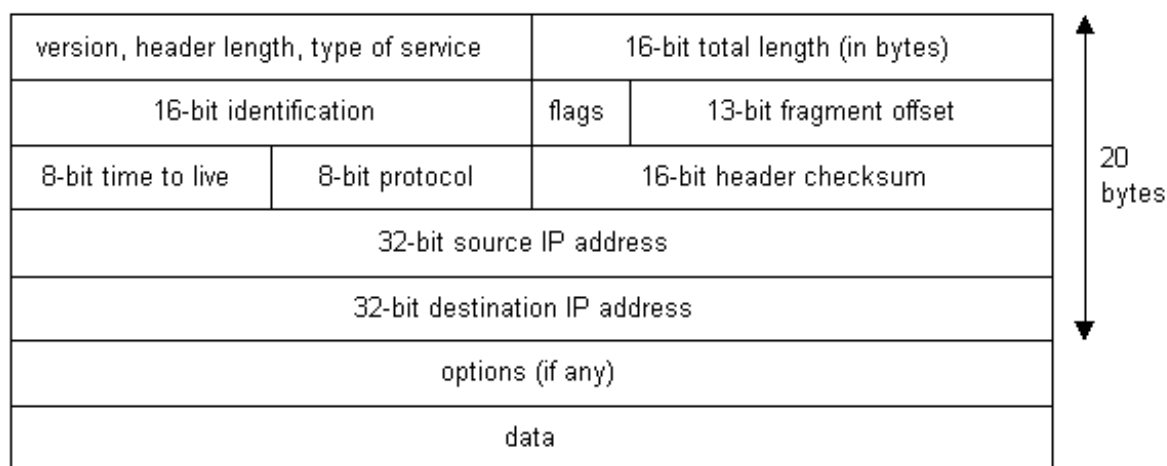 version, header length, type of service
16-bit total length (in bytes)
16-bit identification
flags
13-bit fragment offset
8-bit time to live
8-bit protocol
16-bit header checksum
20
bytes
32-bit source IP address
32-bit destination IP address
options (if any)
data